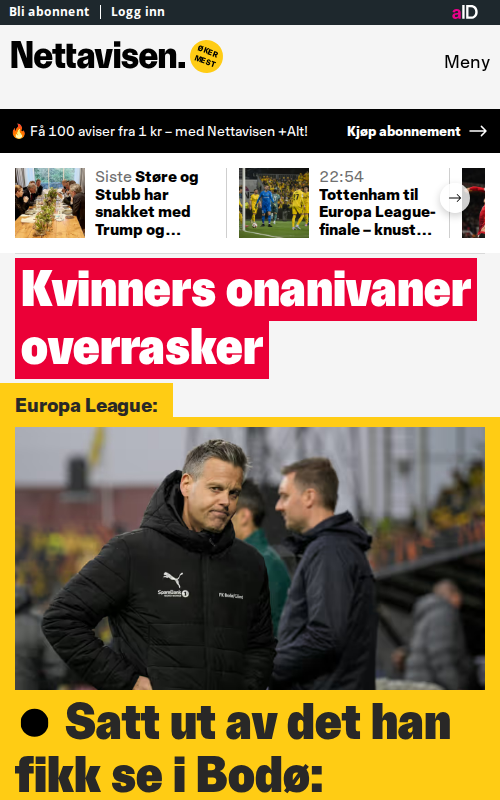 Bli abonnent
Logg inn
aID
Nettavisen.
ØKER
MEST
Meny
🔥 Få 100 aviser fra 1 kr – med Nettavisen +Alt!
Kjøp abonnement
Siste Støre og
Stubb har
snakket med
Trump og...
22:54
Tottenham til
Europa League-
finale – knust...
Kvinners onanivaner
overrasker
Europa League:
SpareBank 1
FK Bodø/Glimt
● Satt ut av det han
fikk se i Bodø: